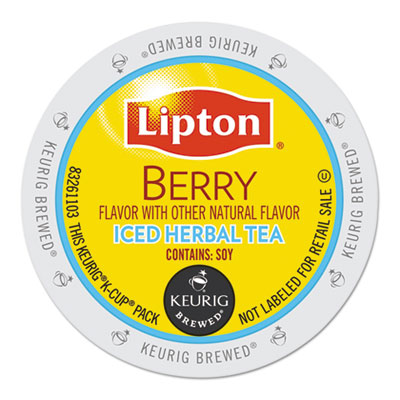 KEURIG BREWED®
KEURIG BREWED®
KEURIG BREWED®
KEURIG BREWED®
Lipton®
BERRY
FLAVOR WITH OTHER NATURAL FLAVOR
ICED HERBAL TEA
CONTAINS: SOY
KEURIG
BREWED®
83261103 THIS KEURIG® K-CUP® PACK
NOT LABELED FOR RETAIL SALE Ⓤ